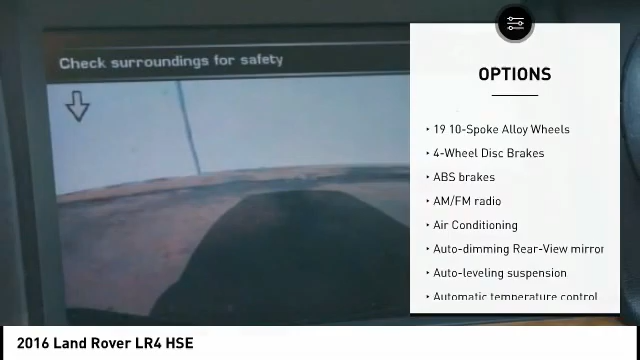 Check surroundings for safety
OPTIONS
19 10-Spoke Alloy Wheels
4-Wheel Disc Brakes
ABS brakes
AM/FM radio
Air Conditioning
Auto-dimming Rear-View mirror
Auto-leveling suspension
Automatic temperature control
2016 Land Rover LR4 HSE